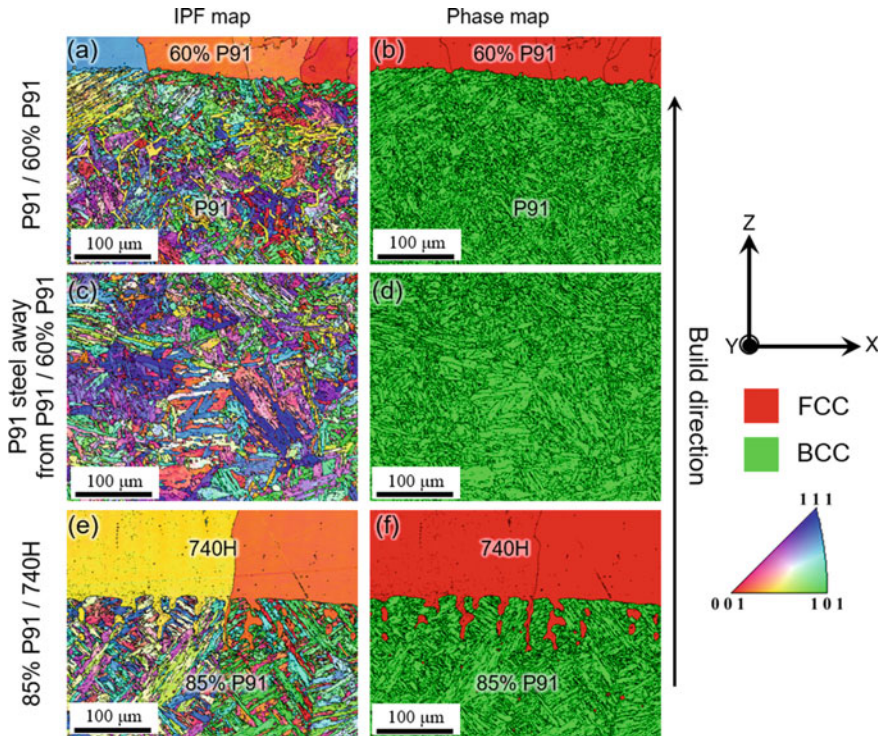 IPF map
Phase map
P91 / 60% P91
(a)
60% P91
P91
100 μm
(b)
60% P91
P91
100 μm
P91 steel away
from P91 / 60% P91
(c)
100 μm
(d)
100 μm
85% P91 / 740H
(e)
740H
85% P91
100 μm
(f)
740H
85% P91
100 μm
Build direction
Z
Y
X
FCC
BCC
1 1 1
0 0 1
1 0 1